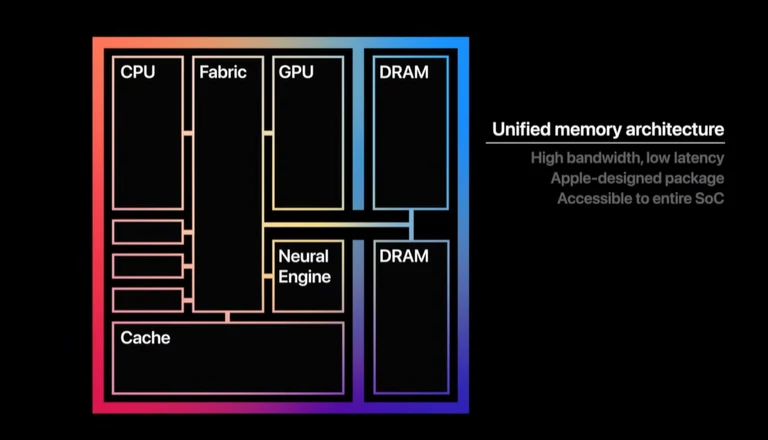 CPU
Fabric
GPU
DRAM
Neural
Engine
DRAM
Cache
Unified memory architecture
High bandwidth, low latency
Apple-designed package
Accessible to entire SoC